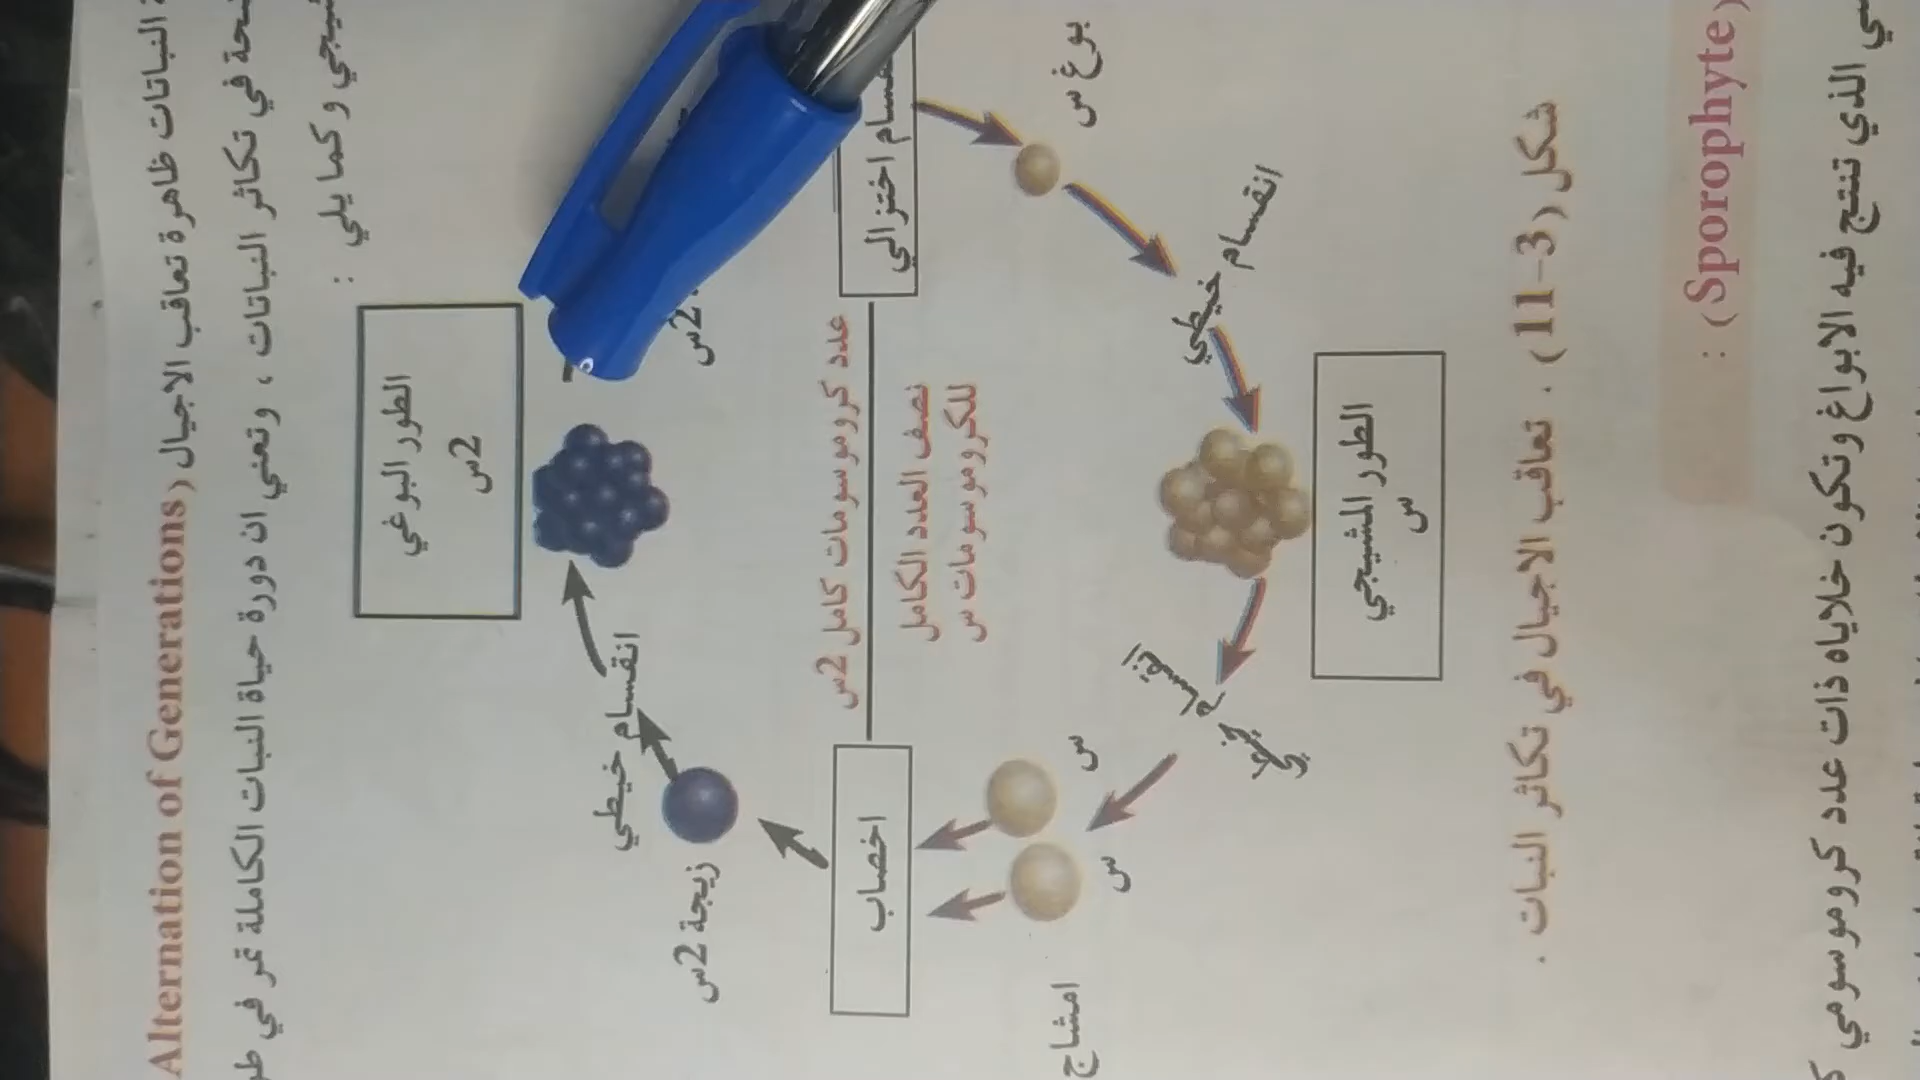 النباتات ظاهرة تعاقب الاجيال (Alternation of Generations
في تكاثر النباتات ، وتعني ان دورة حياة النبات الكاملة تمر في
وكما يلي :
الطور البوغي
2س
2س
انقسام خيطي
زيجة 2س
عدد كروموسومات كامل 2س
اختزالي
اخصاب
نصف العدد الكامل
للكروموسومات س
بوغ س
انقسام خيطي
س
س
امشاج
الطور المشيجي
س
شكل (3-11) . تعاقب الاجيال في تكاثر النبات .
(Sporophyte) :
الذي تنتج فيه الابواغ وتكون خلاياه ذات عدد كروموسومي